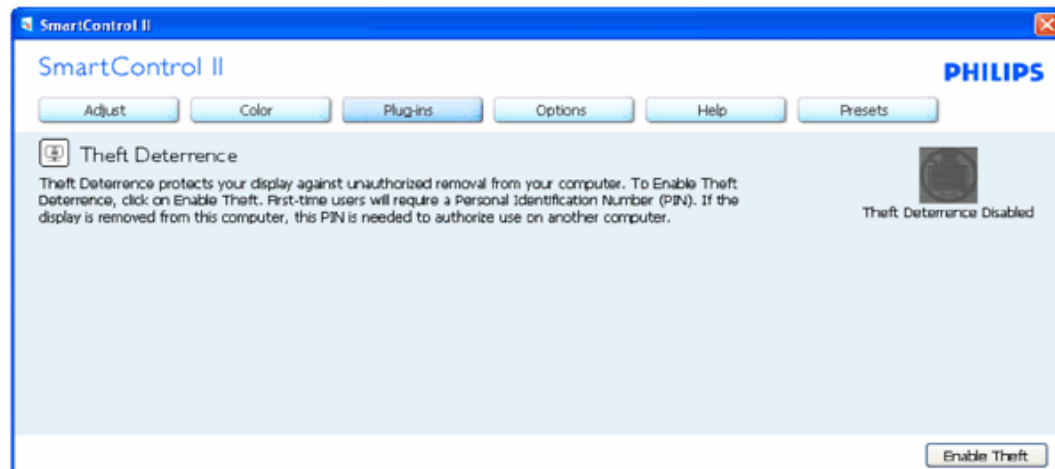 SmartControl II
SmartControl II
PHILIPS
Adjust Color Plug-ins Options Help Presets
Theft Deterrence
Theft Deterrence protects your display against unauthorized removal from your computer. To Enable Theft
Deterrence, click on Enable Theft. First-time users will require a Personal Identification Number (PIN). If the
display is removed from this computer, this PIN is needed to authorize use on another computer.
Theft Deterrence Disabled
Enable Theft